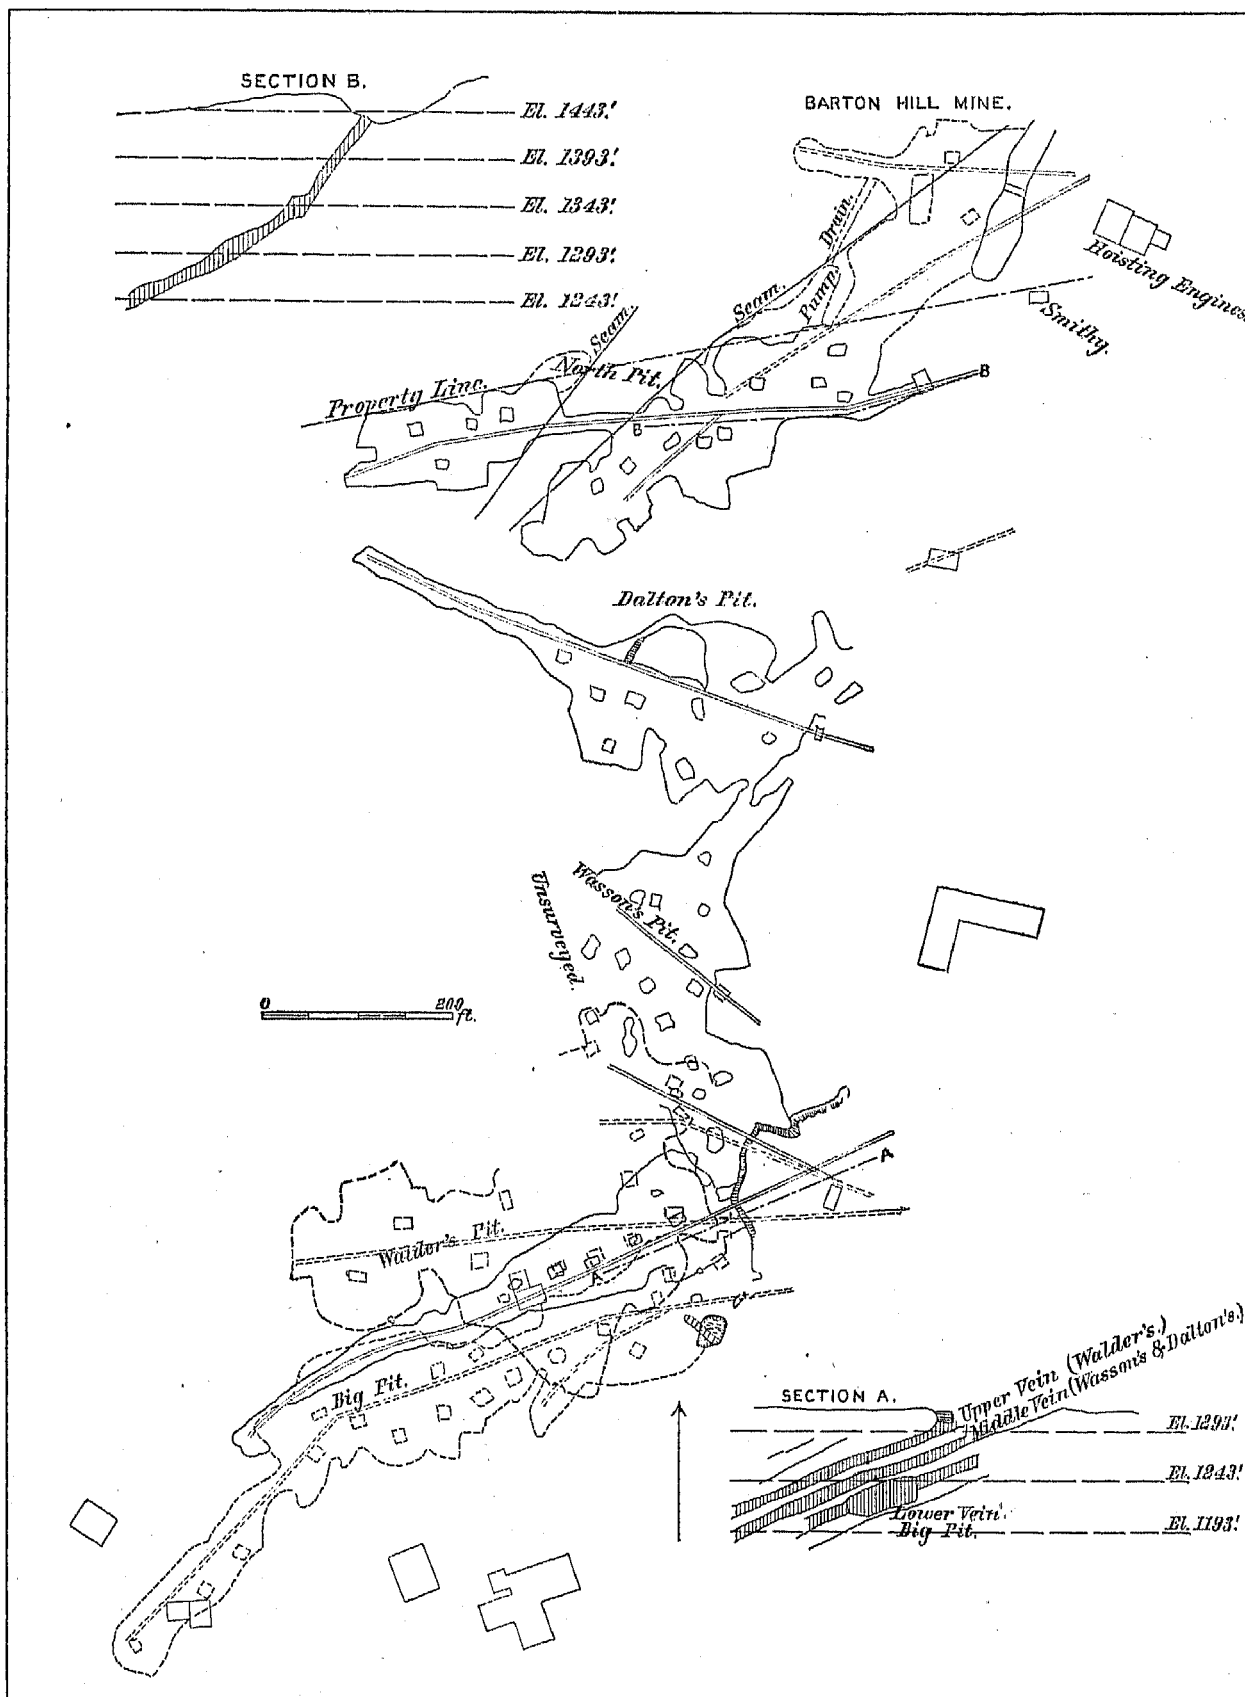 SECTION B.
El. 1443'.
El. 1393'.
El. 1343'.
El. 1293'.
El. 1243'.
BARTON HILL MINE.
Drain.
Pump.
Seam.
Seam.
Hoisting Engines.
Smithy.
North Pit.
Property Line.
B
B
Dalton's Pit.
Wasson's Pit.
Unsurveyed.
0 200 ft.
A
Walder's Pit.
A
Big Pit.
SECTION A.
Upper Vein (Walder's.)
Middle Vein (Wasson's & Dalton's.)
El. 1293'.
El. 1243'.
Lower Vein.
Big Pit.
El. 1193'.